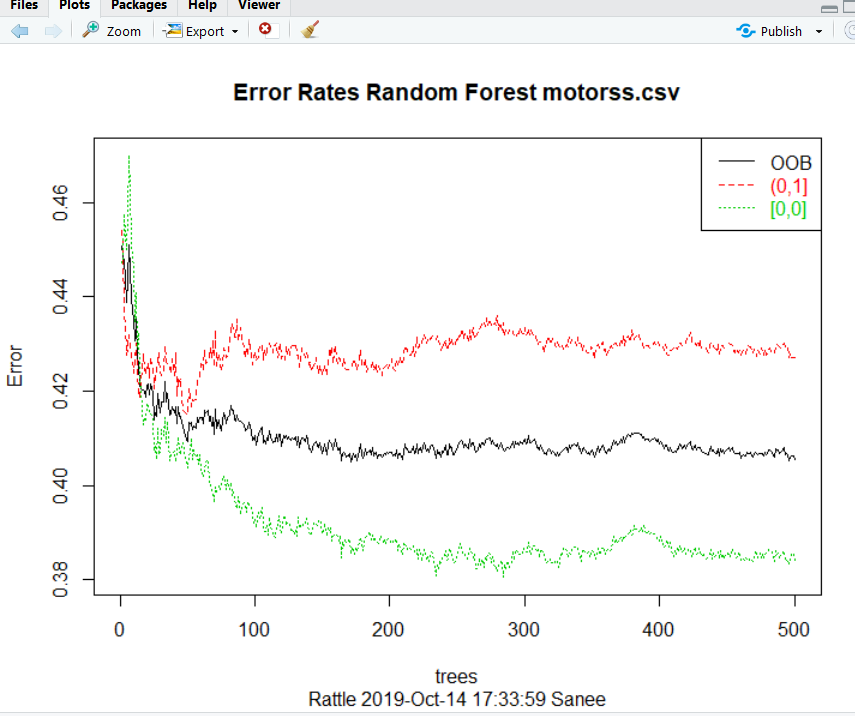 Files Plots Packages Help Viewer
Zoom Export Publish
Error Rates Random Forest motorss.csv
OOB
(0,1]
[0,0]
Error
0.46
0.44
0.42
0.40
0.38
0 100 200 300 400 500
trees
Rattle 2019-Oct-14 17:33:59 Sanee